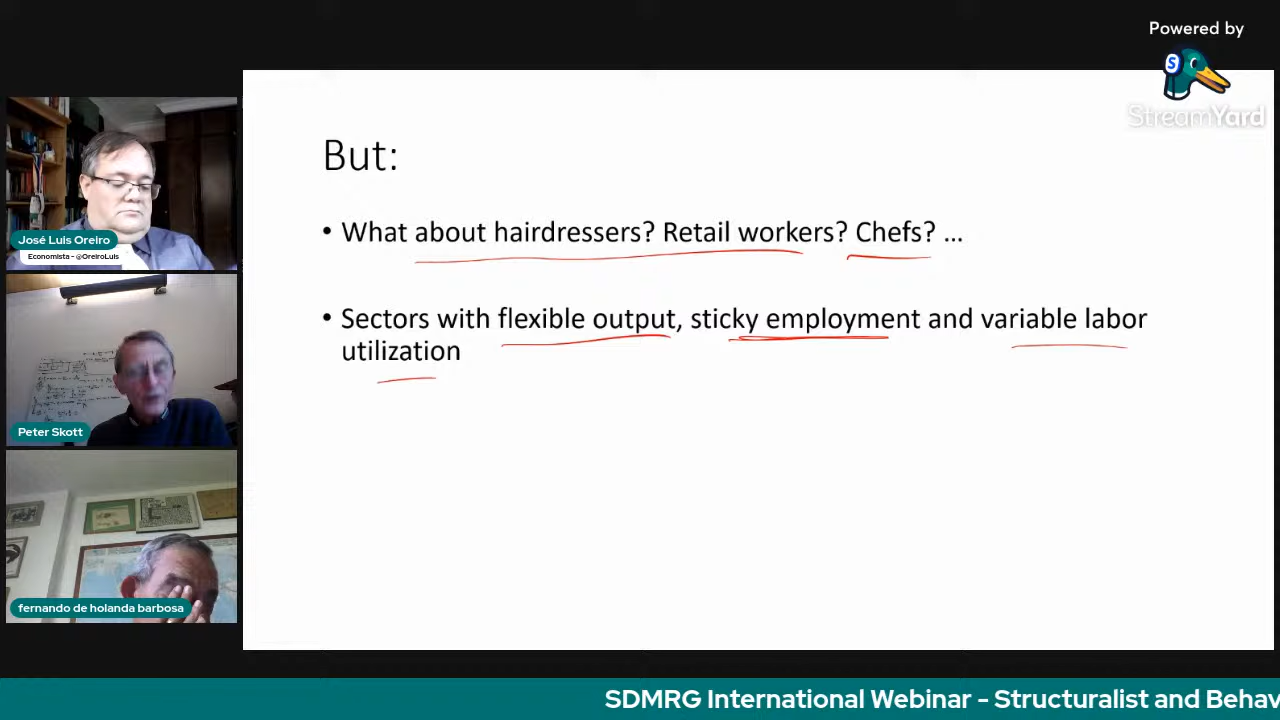 Powered by
S
StreamYard
But:
• What about hairdressers? Retail workers? Chefs? ...
• Sectors with flexible output, sticky employment and variable labor
utilization
José Luis Oreiro
Economista - @OreiroLuis
Peter Skott
fernando de holanda barbosa
SDMRG International Webinar - Structuralist and Behav